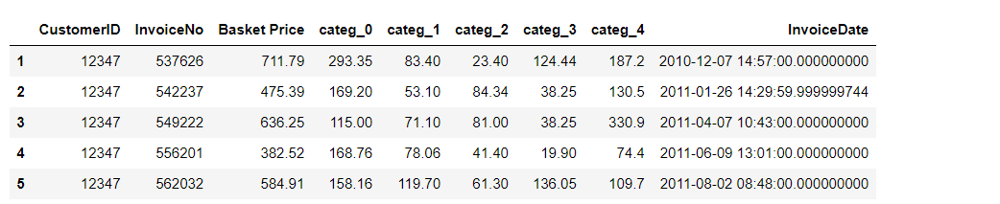 CustomerID InvoiceNo Basket Price categ_0 categ_1 categ_2 categ_3 categ_4 InvoiceDate
1 12347 537626 711.79 293.35 83.40 23.40 124.44 187.2 2010-12-07 14:57:00.000000000
2 12347 542237 475.39 169.20 53.10 84.34 38.25 130.5 2011-01-26 14:29:59.999999744
3 12347 549222 636.25 115.00 71.10 81.00 38.25 330.9 2011-04-07 10:43:00.000000000
4 12347 556201 382.52 168.76 78.06 41.40 19.90 74.4 2011-06-09 13:01:00.000000000
5 12347 562032 584.91 158.16 119.70 61.30 136.05 109.7 2011-08-02 08:48:00.000000000